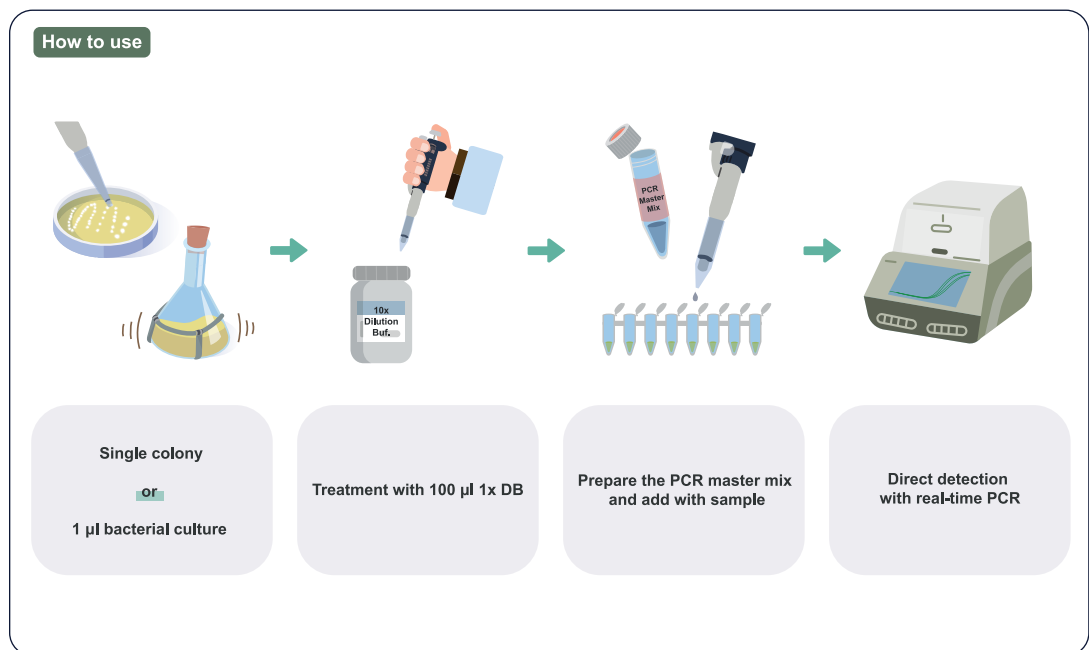 How to use
PCR
Master
Mix
10x
Dilution
Buf.
Single colony
or
1 µl bacterial culture
Treatment with 100 µl 1x DB
Prepare the PCR master mix
and add with sample
Direct detection
with real-time PCR